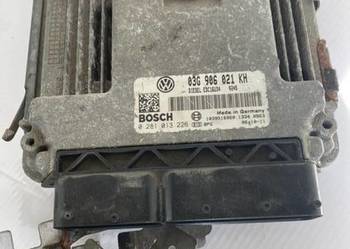 03G 906 021 KH
DIESEL EDC16U34
BOSCH
Made in Germany
0 281 013 226